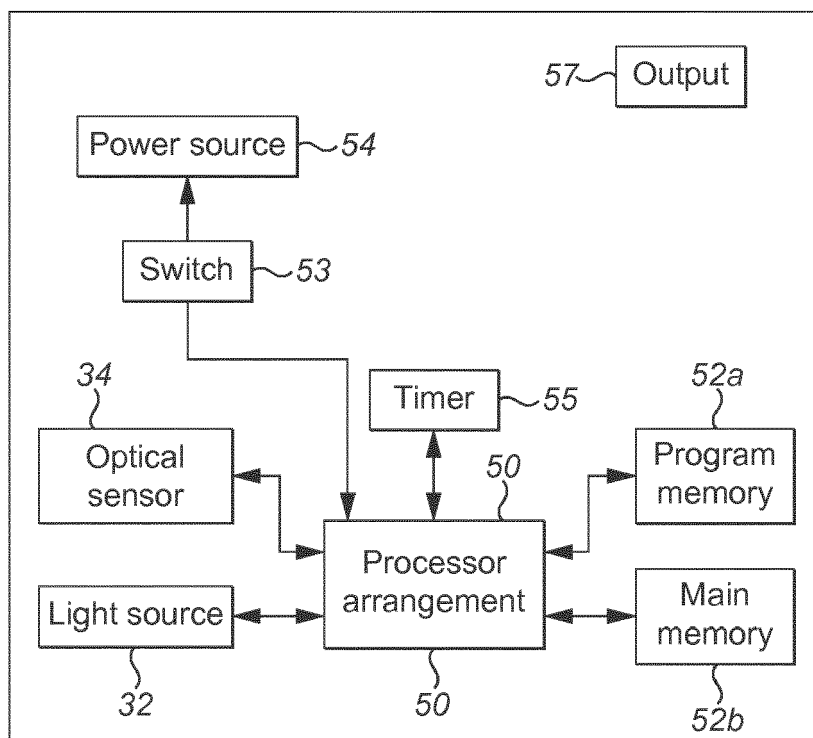 57 Output
Power source 54
Switch 53
34
Timer 55
52a
Optical
sensor
50
Program
memory
Processor
arrangement
Light source
Main
memory
32
50
52b